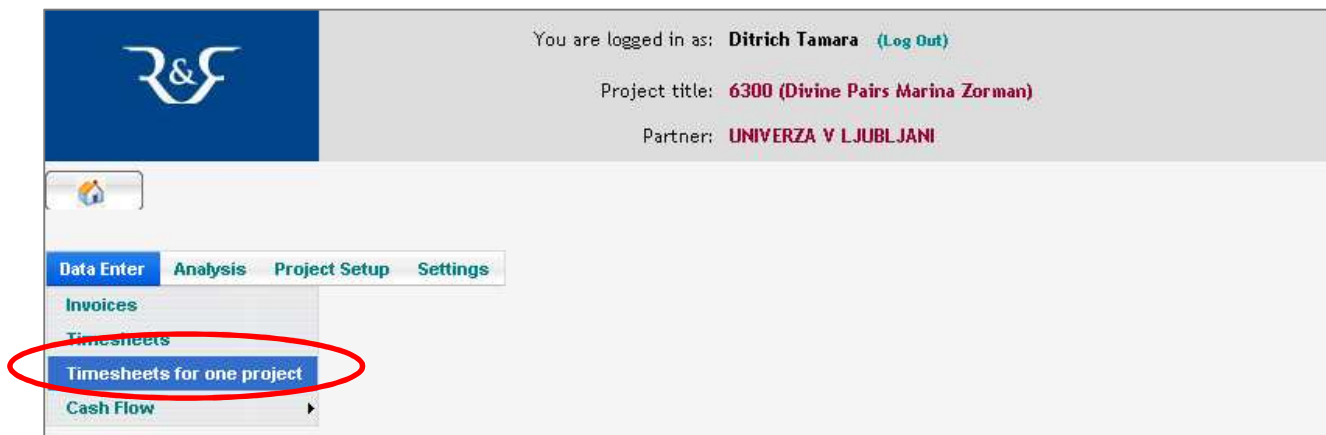 R&F
You are logged in as: Ditrich Tamara (Log Out)
Project title: 6300 (Divine Pairs Marina Zorman)
Partner: UNIVERZA V LJUBLJANI
Data Enter Analysis Project Setup Settings
Invoices
Timesheets
Timesheets for one project
Cash Flow